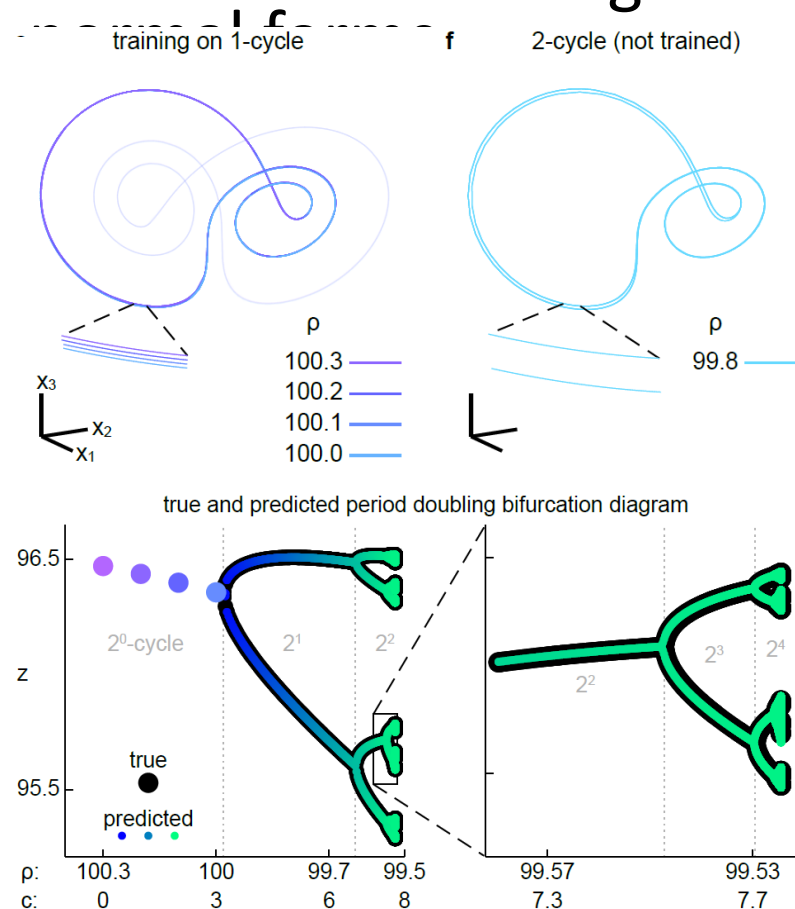 normal forms
training on 1-cycle
f 2-cycle (not trained)
ρ
100.3
100.2
100.1
100.0
x3
x2
x1
ρ
99.8
true and predicted period doubling bifurcation diagram
96.5
z
95.5
2⁰-cycle
2¹
2²
true
predicted
2²
2³
2⁴
ρ: 100.3 100 99.7 99.5 99.57 99.53
c: 0 3 6 8 7.3 7.7